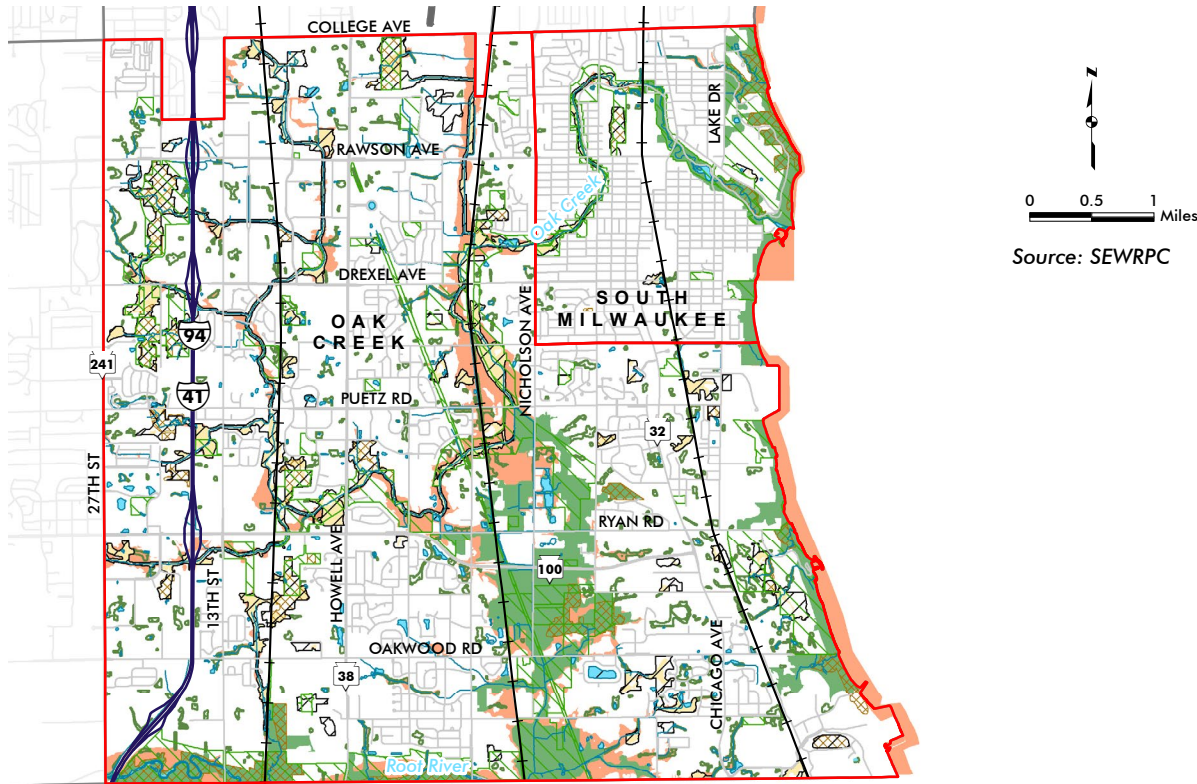 COLLEGE AVE
LAKE DR
N
RAWSON AVE
Oak Creek
0 0.5 1 Miles
Source: SEWRPC
DREXEL AVE
SOUTH
MILWAUKEE
OAK
CREEK
NICHOLSON AVE
94
241
41
PUETZ RD
32
27TH ST
RYAN RD
HOWELL AVE
100
13TH ST
OAKWOOD RD
38
CHICAGO AVE
Root River